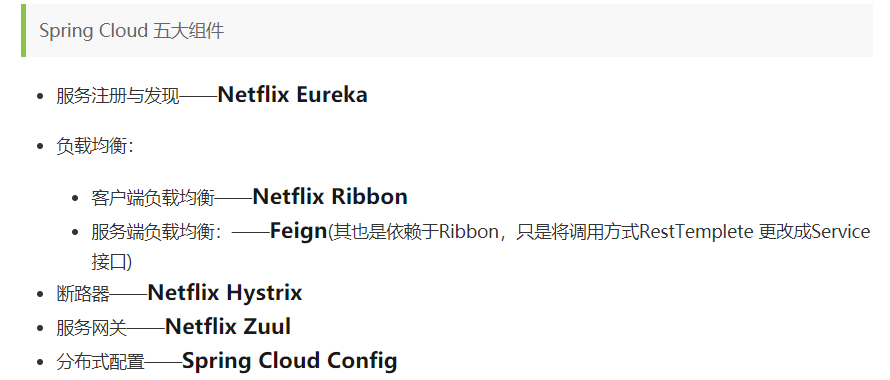 Spring Cloud 五大组件
服务注册与发现——Netflix Eureka
负载均衡：
客户端负载均衡——Netflix Ribbon
服务端负载均衡：——Feign(其也是依赖于Ribbon，只是将调用方式RestTemplete 更改成Service
接口)
断路器——Netflix Hystrix
服务网关——Netflix Zuul
分布式配置——Spring Cloud Config